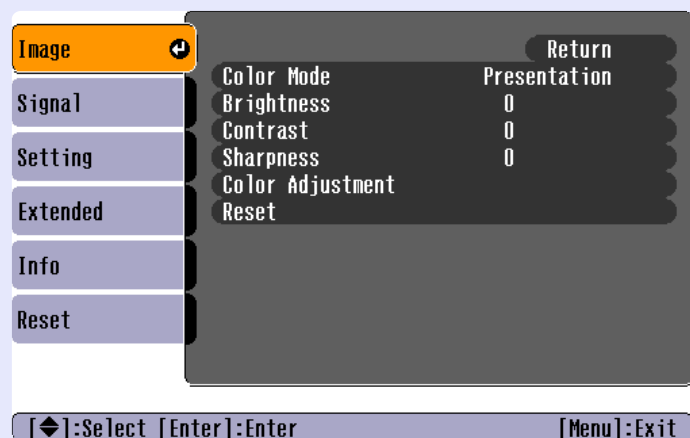 Image
Signal
Setting
Extended
Info
Reset
Return
Color Mode Presentation
Brightness 0
Contrast 0
Sharpness 0
Color Adjustment
Reset
[◆]:Select [Enter]:Enter [Menu]:Exit